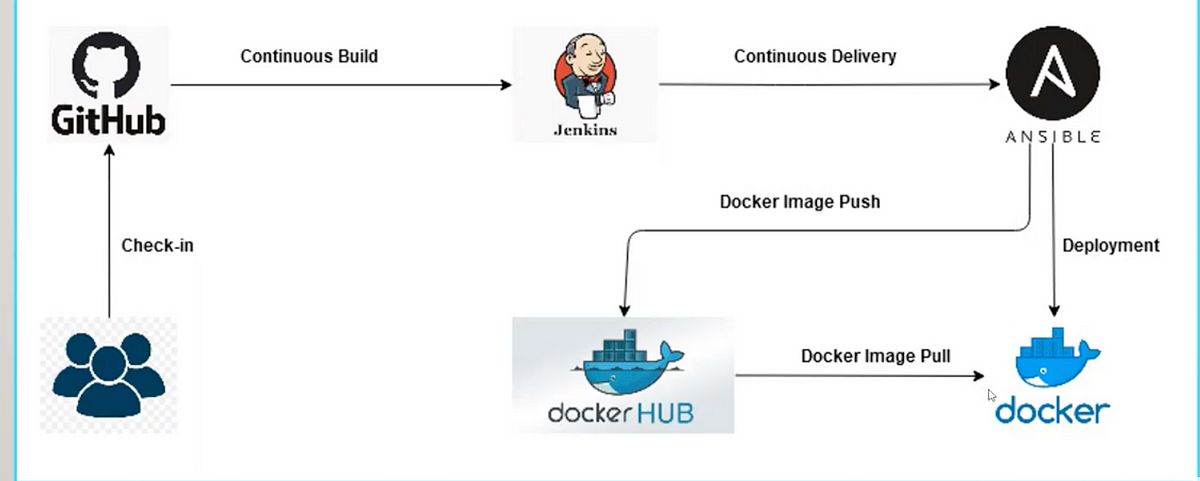 Continuous Build
Continuous Delivery
GitHub
Jenkins
ANSIBLE
Docker Image Push
Check-in
Deployment
Docker Image Pull
docker HUB
docker